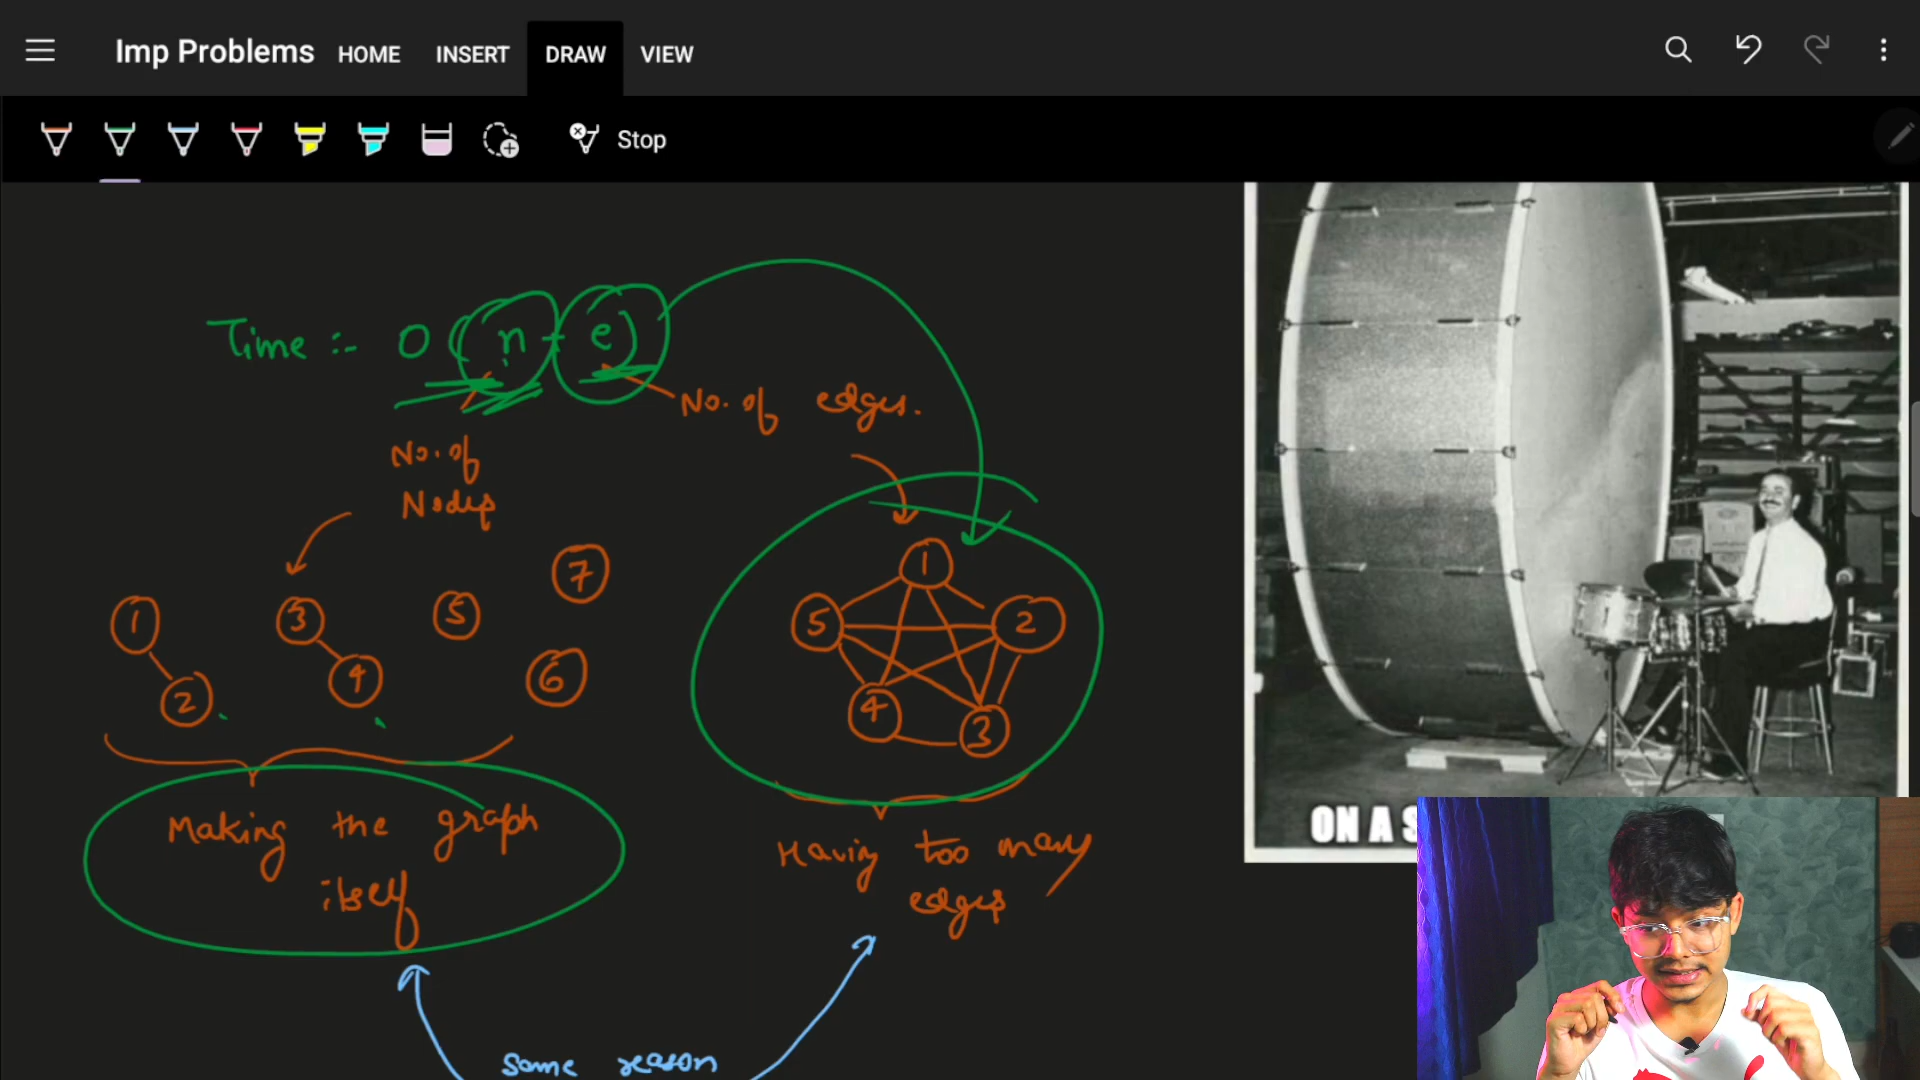 Imp Problems HOME INSERT DRAW VIEW
Stop
Time :- O (n + e)
No. of edges.
No. of
Nodes
1 2 3 4 5 6 7
1 2 3 4 5
Making the graph
itself
Having too many
edges
Same reason
ON A S